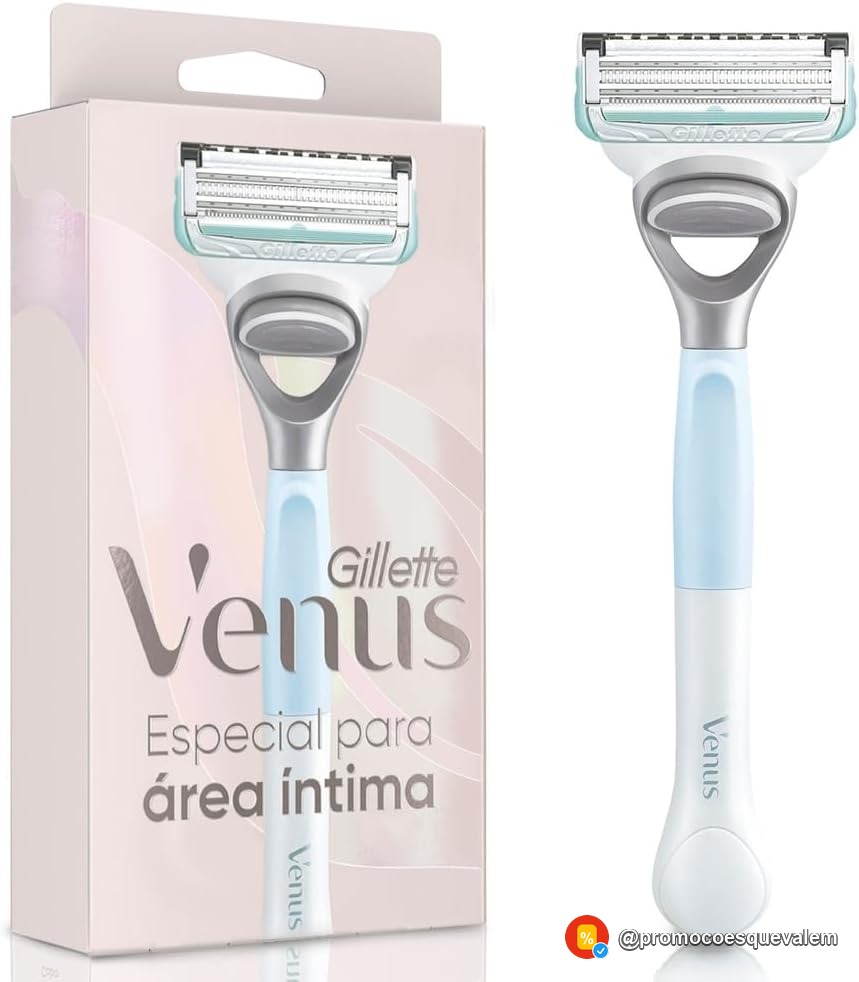 Gillette
Gillette
Venus
Especial para
área íntima
Venus
Gillette
Venus
@promocoesquevalem
%